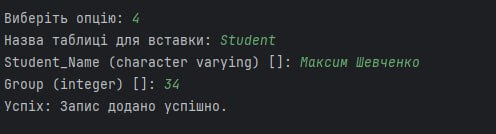 Виберіть опцію: 4
Назва таблиці для вставки: Student
Student_Name (character varying) []: Максим Шевченко
Group (integer) []: 34
Успіх: Запис додано успішно.